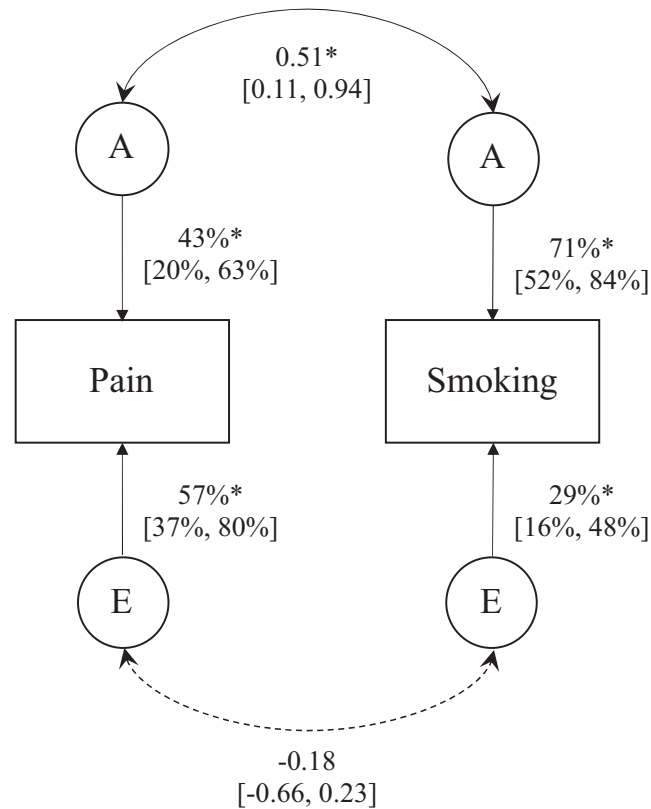 0.51*
[0.11, 0.94]
A
A
43%*
[20%, 63%]
71%*
[52%, 84%]
Pain
Smoking
57%*
[37%, 80%]
29%*
[16%, 48%]
E
E
-0.18
[-0.66, 0.23]